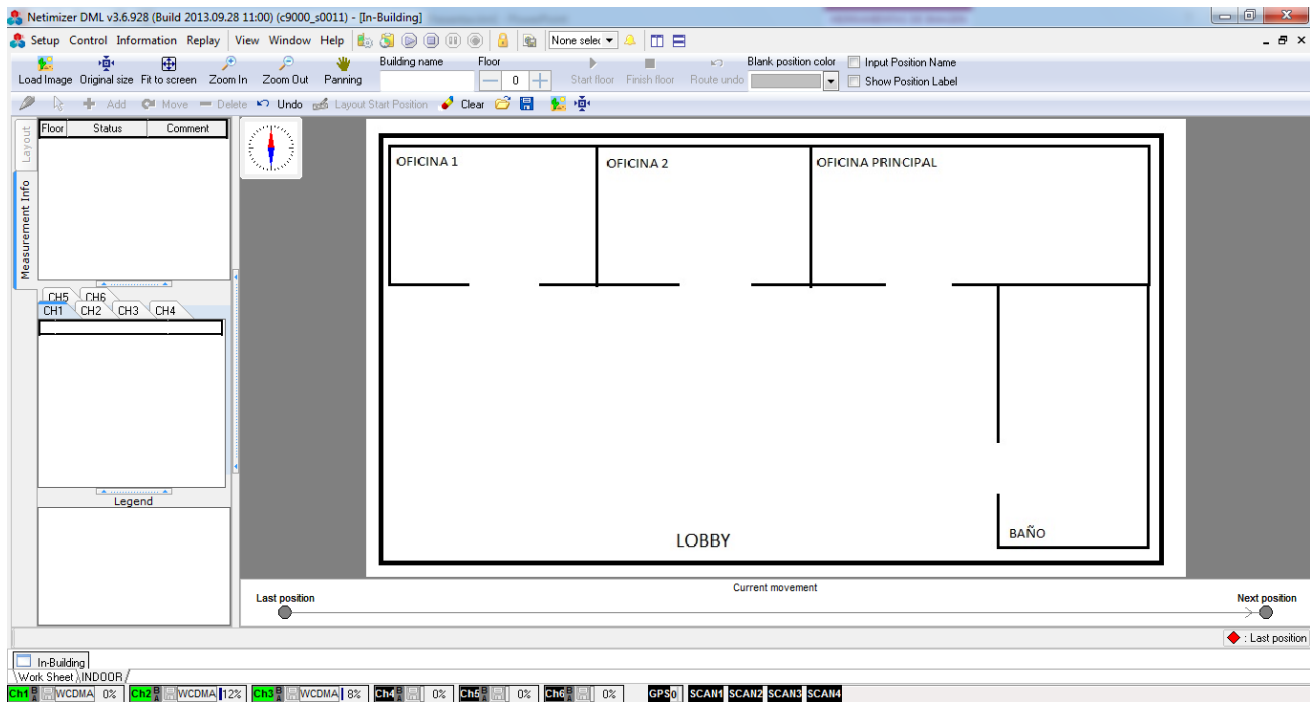 Netimizer DML v3.6.928 (Build 2013.09.28 11:00) (c9000_s0011) - [In-Building]
Setup Control Information Replay View Window Help None selec
Load Image Original size Fit to screen Zoom In Zoom Out Panning Building name Floor 0 Start floor Finish floor Route undo Blank position color Input Position Name
Show Position Label
Add Move Delete Undo Layout Start Position Clear
Layout
Measurement Info
Floor Status Comment
CH5 CH6
CH1 CH2 CH3 CH4
Legend
OFICINA 1
OFICINA 2
OFICINA PRINCIPAL
LOBBY
BAÑO
Current movement
Last position
Next position
: Last position
In-Building
Work Sheet INDOOR
Ch1 B A WCDMA 0% Ch2 B A WCDMA 12% Ch3 B A WCDMA 8% Ch4 B A 0% Ch5 B A 0% Ch6 B A 0% GPS0 SCAN1 SCAN2 SCAN3 SCAN4